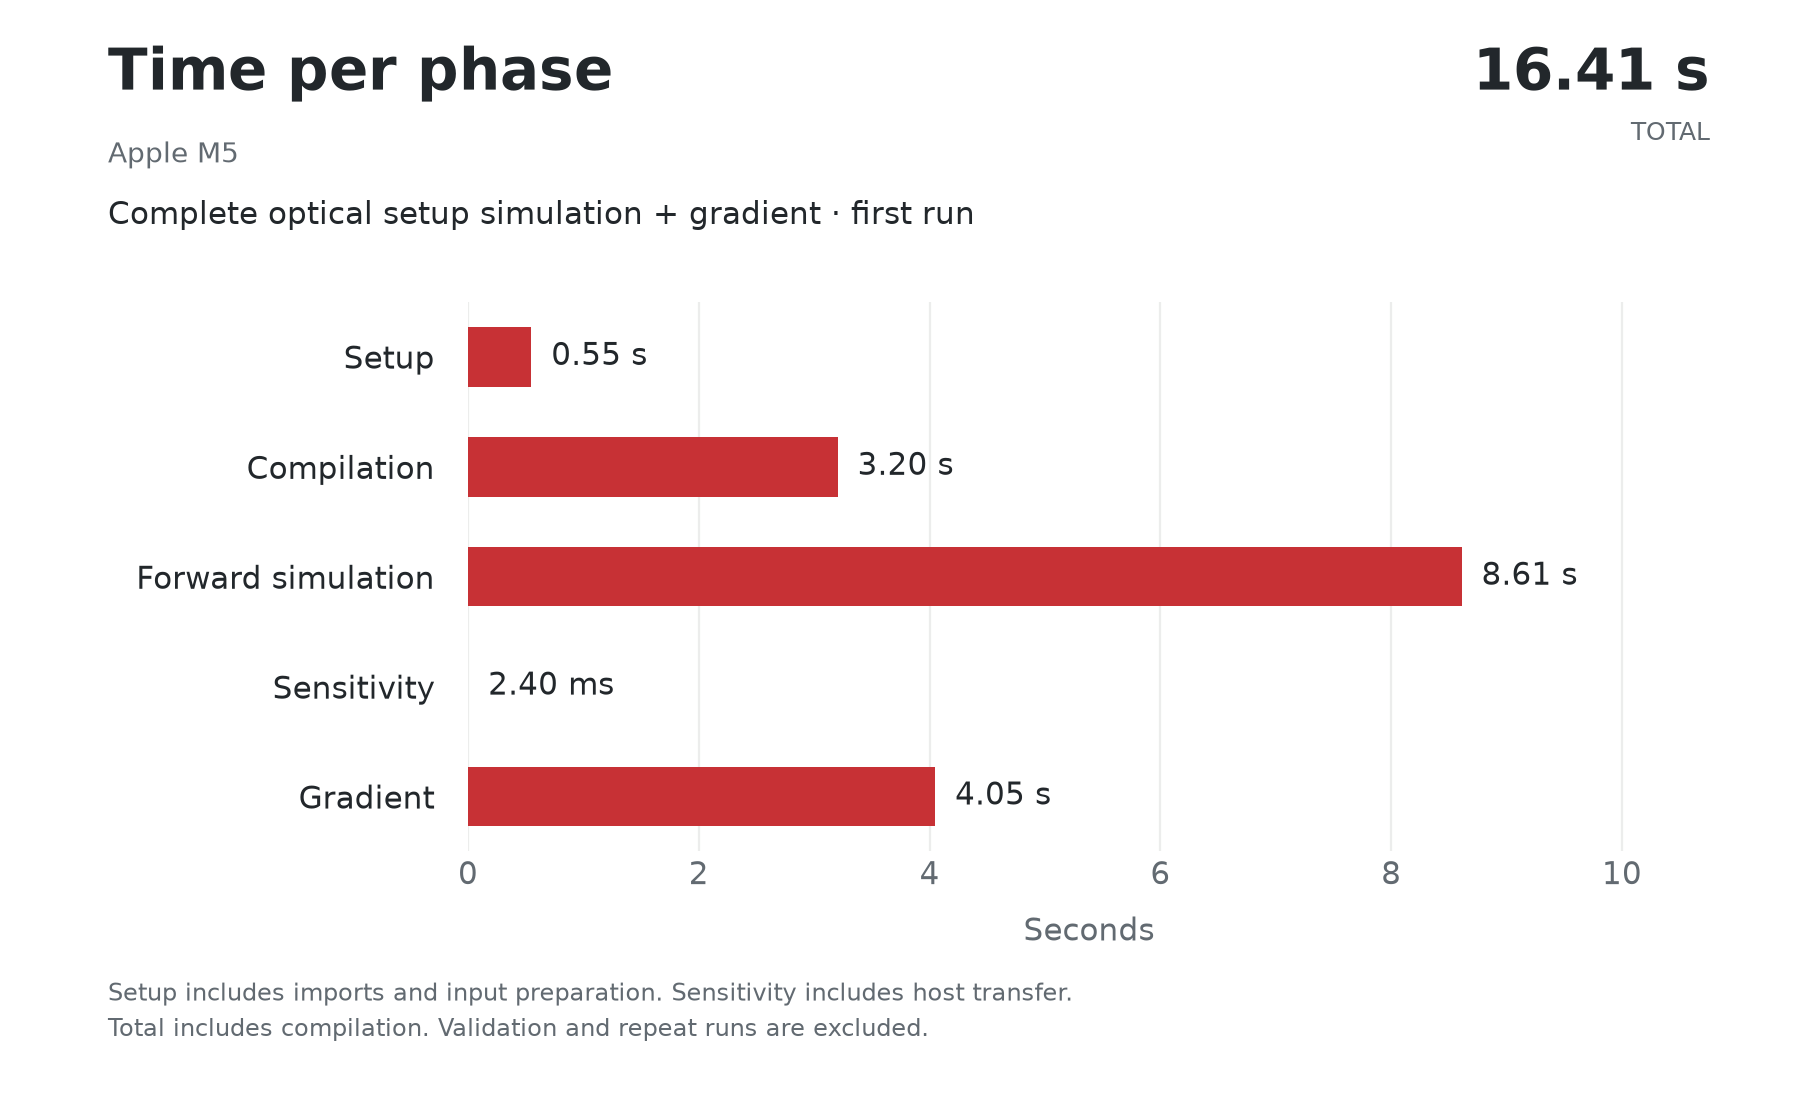 Time per phase
16.41 s
TOTAL
Apple M5
Complete optical setup simulation + gradient · first run
Setup
0.55 s
Compilation
3.20 s
Forward simulation
8.61 s
Sensitivity
2.40 ms
Gradient
4.05 s
0 2 4 6 8 10
Seconds
Setup includes imports and input preparation. Sensitivity includes host transfer.
Total includes compilation. Validation and repeat runs are excluded.